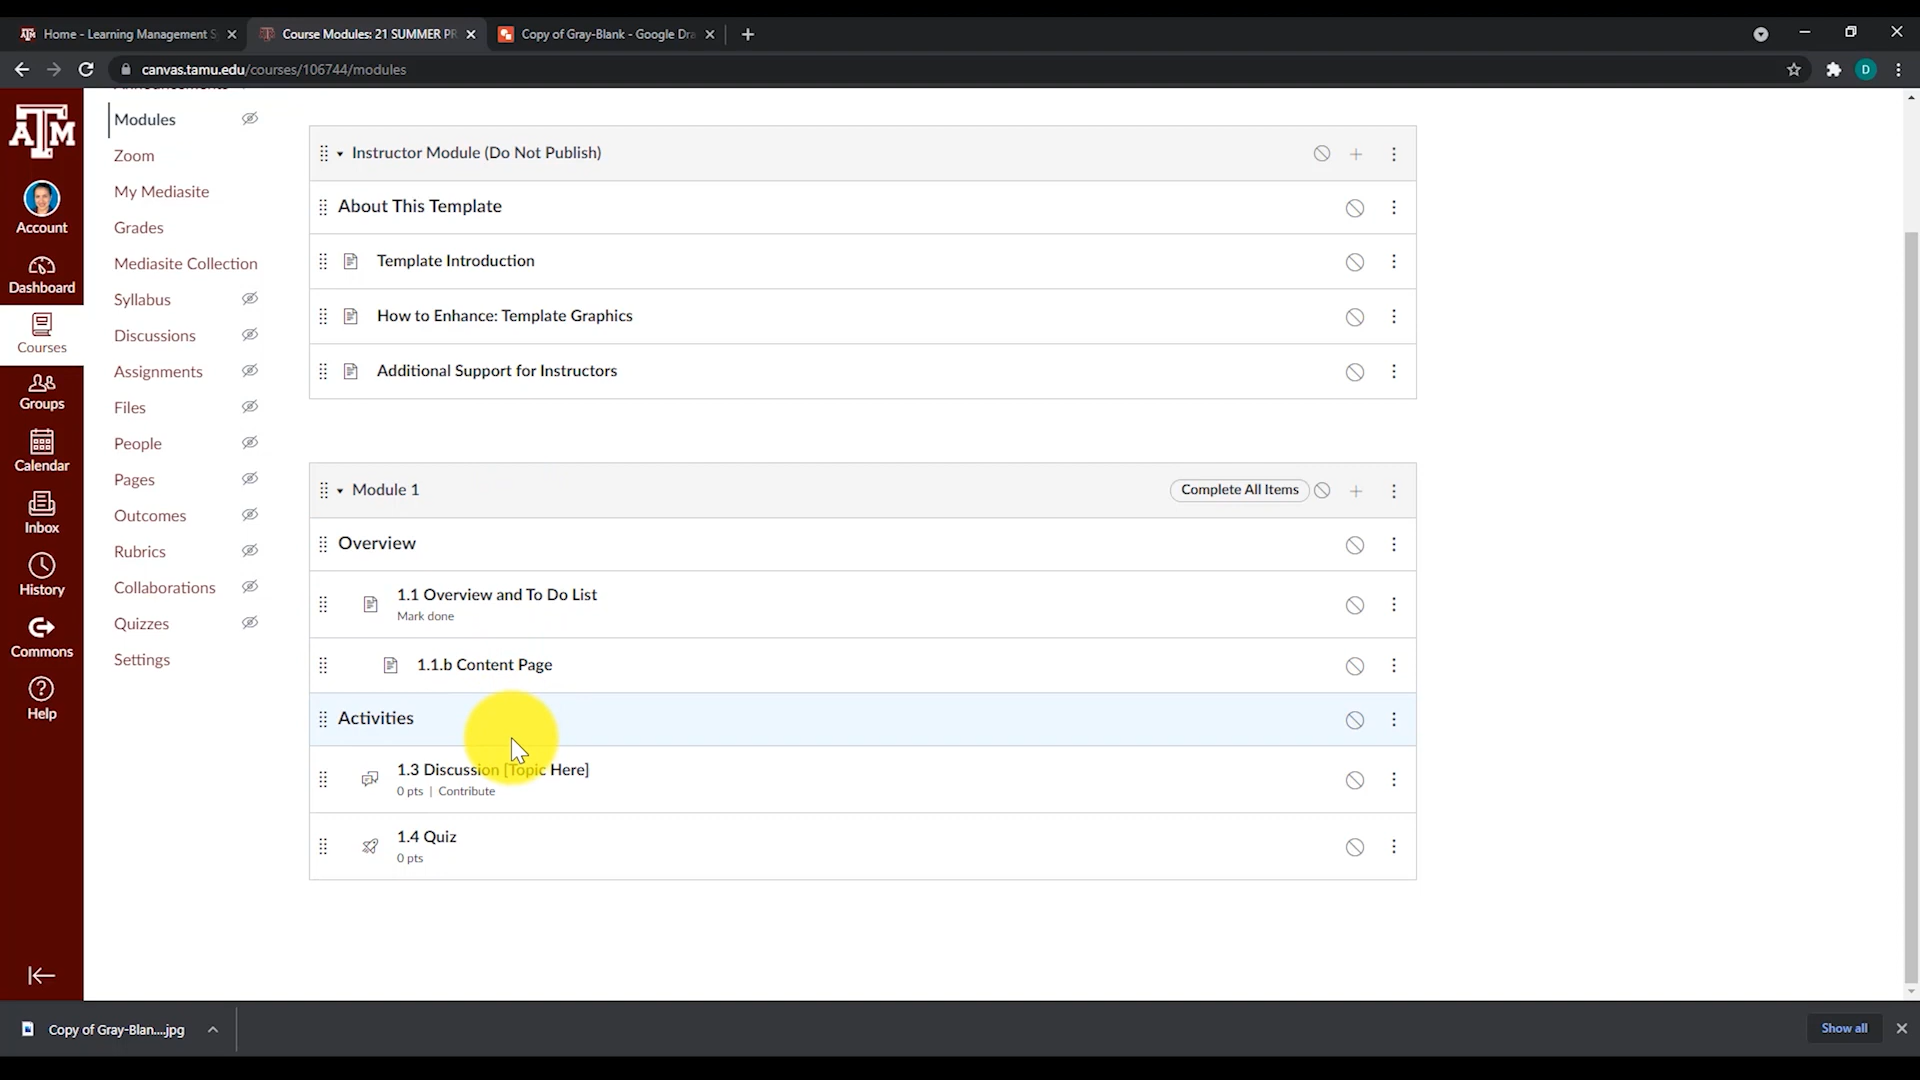 Home - Learning Management S
Course Modules: 21 SUMMER PR
Copy of Gray-Blank - Google Dra
canvas.tamu.edu/courses/106744/modules
D
ATM
Account
Dashboard
Courses
Groups
Calendar
Inbox
History
Commons
Help
Announcements
Modules
Zoom
My Mediasite
Grades
Mediasite Collection
Syllabus
Discussions
Assignments
Files
People
Pages
Outcomes
Rubrics
Collaborations
Quizzes
Settings
Instructor Module (Do Not Publish)
About This Template
Template Introduction
How to Enhance: Template Graphics
Additional Support for Instructors
Module 1
Complete All Items
Overview
1.1 Overview and To Do List
Mark done
1.1.b Content Page
Activities
1.3 Discussion [Topic Here]
0 pts | Contribute
1.4 Quiz
0 pts
Copy of Gray-Blan....jpg
Show all